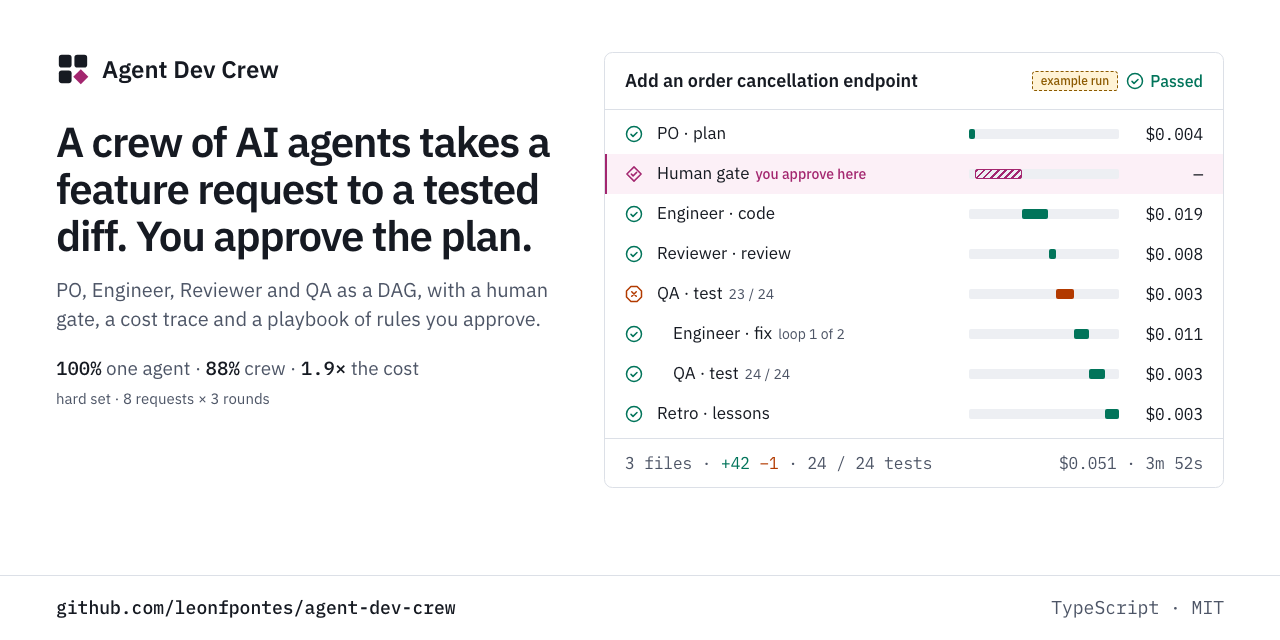 Agent Dev Crew
A crew of AI agents takes a
feature request to a tested
diff. You approve the plan.
PO, Engineer, Reviewer and QA as a DAG, with a human
gate, a cost trace and a playbook of rules you approve.
100% one agent · 88% crew · 1.9× the cost
hard set · 8 requests × 3 rounds
Add an order cancellation endpoint example run Passed
PO · plan $0.004
Human gate you approve here –
Engineer · code $0.019
Reviewer · review $0.008
QA · test 23 / 24 $0.003
Engineer · fix loop 1 of 2 $0.011
QA · test 24 / 24 $0.003
Retro · lessons $0.003
3 files · +42 −1 · 24 / 24 tests $0.051 · 3m 52s
github.com/leonfpontes/agent-dev-crew TypeScript · MIT